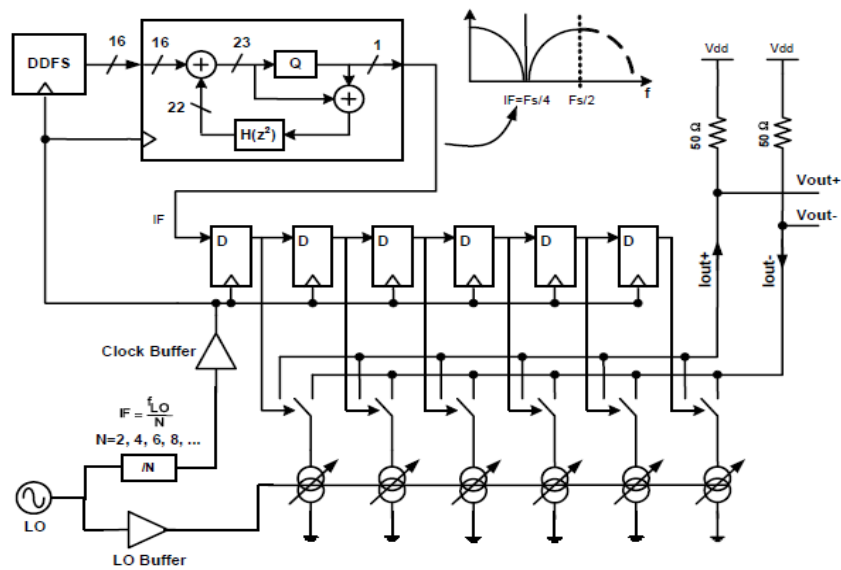 DDFS
16
16
23
Q
1
22
H(z²)
IF=Fs/4
Fs/2
f
Vdd
Vdd
50 Ω
50 Ω
Vout+
Vout-
Iout+
Iout-
IF
D
D
D
D
D
D
Clock Buffer
IF = fLO/N
N=2, 4, 6, 8, ...
/N
LO
LO Buffer